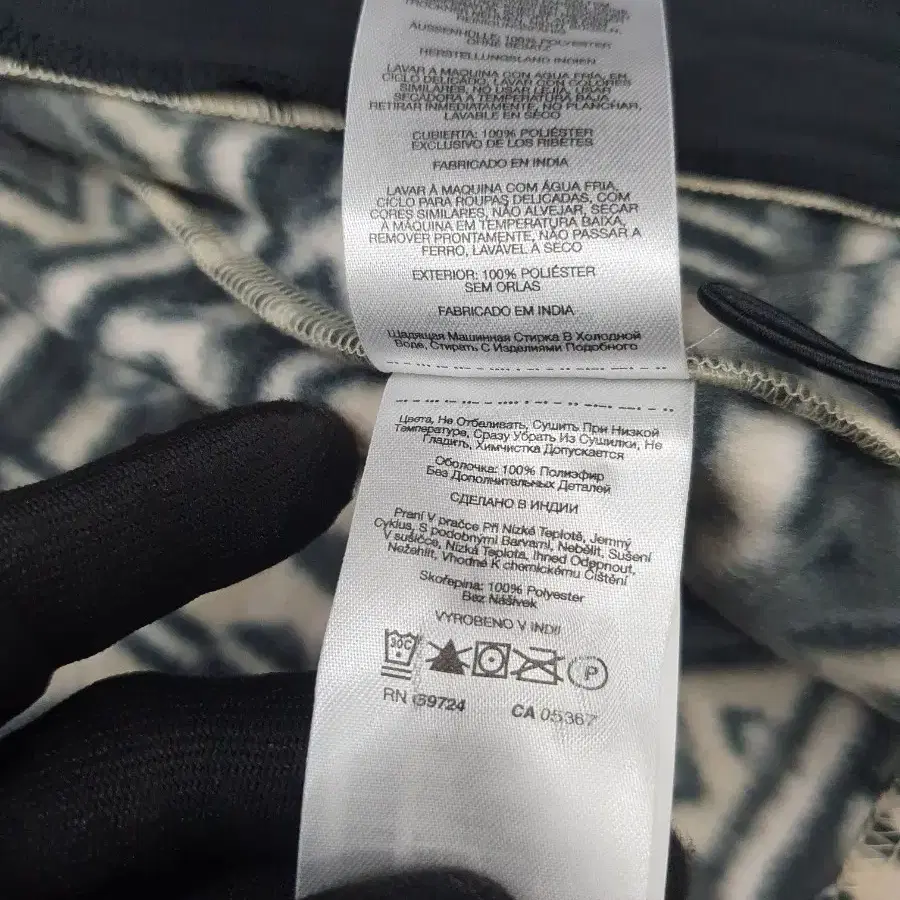 AUSSENHÜLLE: 100% POLYESTER
OHNE BESATZ
HERSTELLUNGSLAND INDIEN
LAVAR A MAQUINA CON AGUA FRIA, EN
CICLO DELICADO, LAVAR CON COLORES
SIMILARES, NO USAR LEJIA, USAR
SECADORA A TEMPERATURA BAJA
RETIRAR INMEDIATAMENTE, NO PLANCHAR,
LAVABLE EN SECO
CUBIERTA: 100% POLIÉSTER
EXCLUSIVO DE LOS RIBETES
FABRICADO EN INDIA
LAVAR À MAQUINA COM ÁGUA FRIA,
CICLO PARA ROUPAS DELICADAS, COM
CORES SIMILARES, NÃO ALVEJAR, SECAR
À MAQUINA EM TEMPERATURA BAIXA
REMOVER PRONTAMENTE, NÃO PASSAR A
FERRO, LAVÁVEL À SECO
EXTERIOR: 100% POLIÉSTER
SEM ORLAS
FABRICADO EM INDIA
Щадящая Машинная Стирка В Холодной
Воде, Стирать С Изделиями Подобного
Цвета, Не Отбеливать, Сушить При Низкой
Температуре, Сразу Убрать Из Сушилки, Не
Гладить, Химчистка Допускается
Оболочка: 100% Полиэфир
Без Дополнительных Деталей
СДЕЛАНО В ИНДИИ
Praní V pračce Při Nízké Teplotě, Jemný
Cyklus, S podobnými Barvami, Nebělit, Sušení
V sušičce, Nízká Teplota, Ihned Odepnout,
Nežehlit, Vhodné K chemickému Čištění
Skořepina: 100% Polyester
Bez Nášivek
VYROBENO V INDII
30C
P
RN 69724 CA 05367